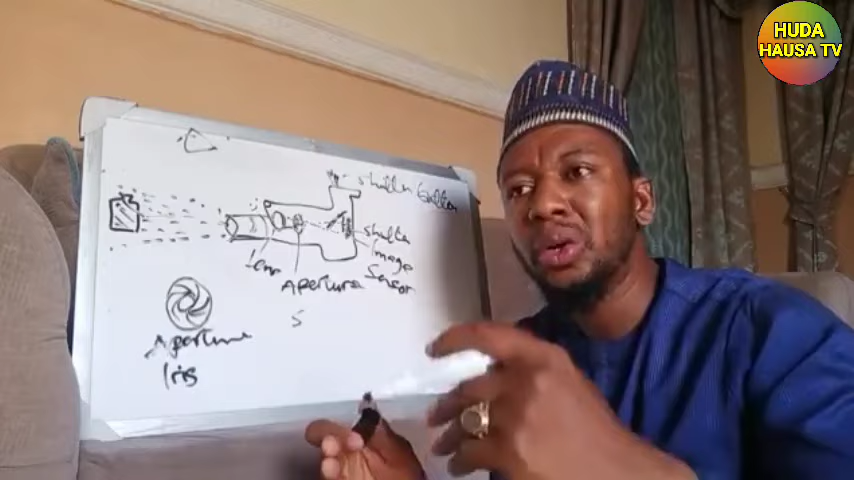 HUDA
HAUSA TV
shutter button
shutter
Image
Sensor
lens
Aperture
S
Aperture
Iris